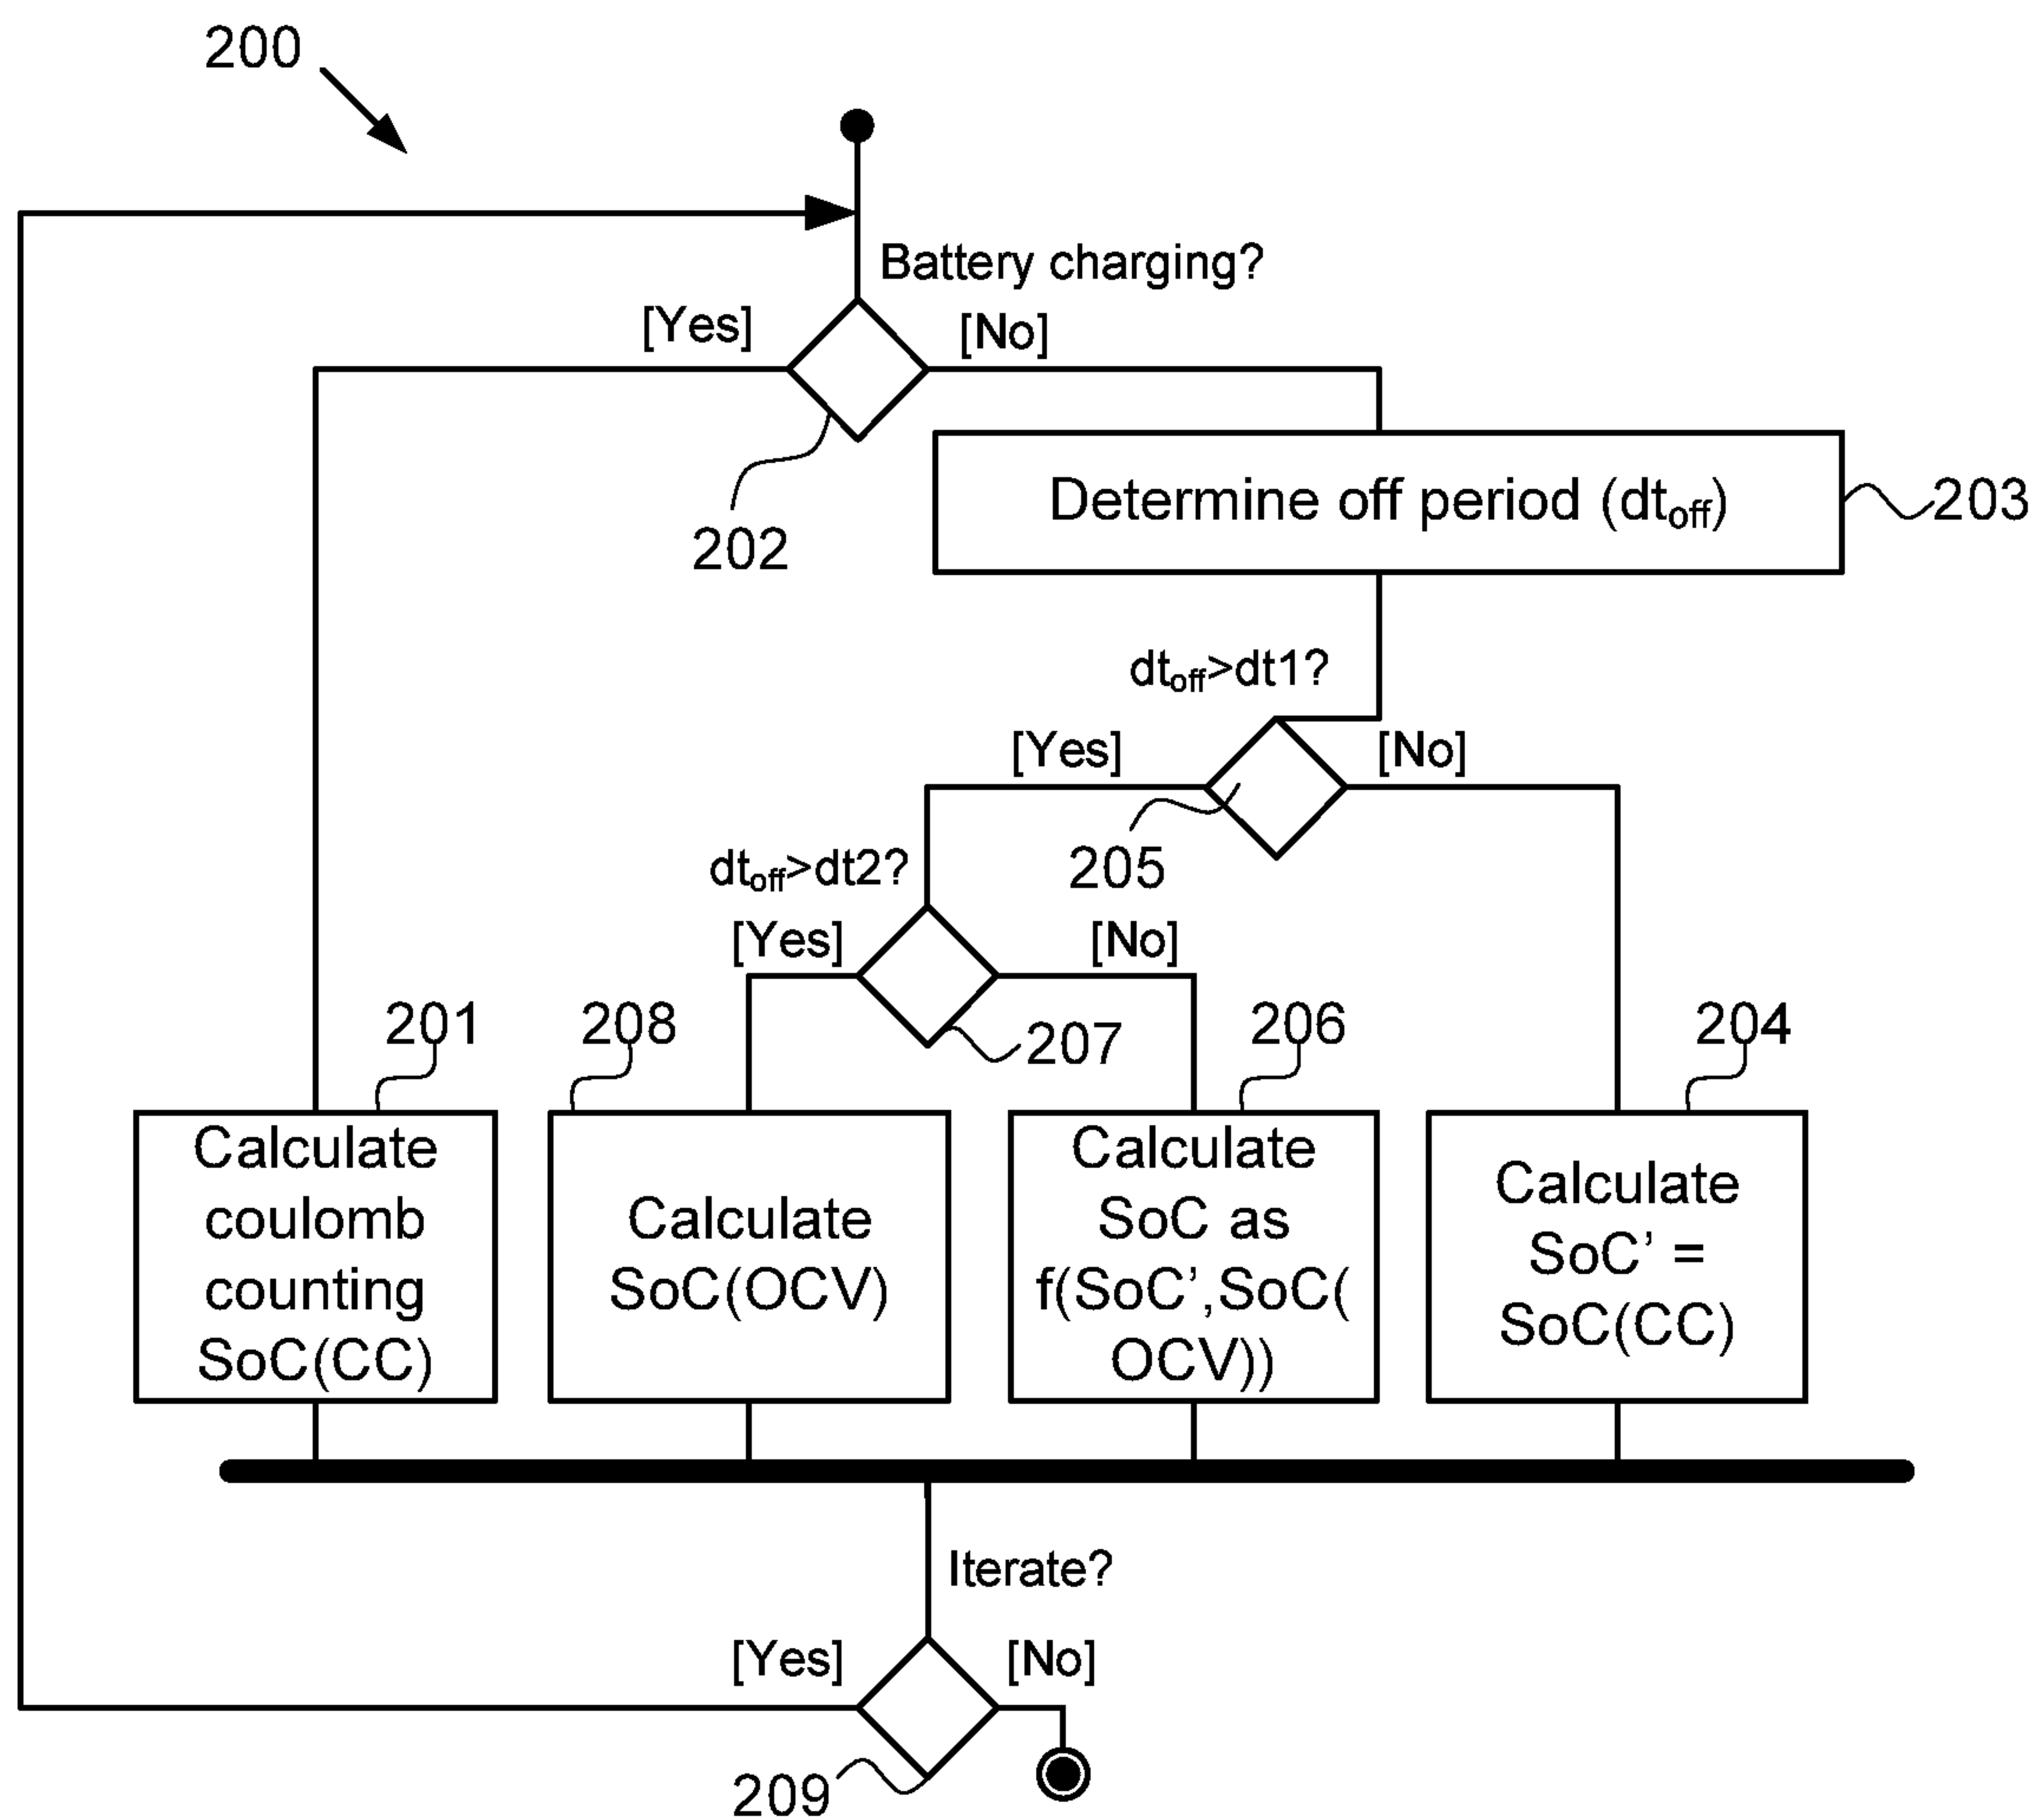 200
Battery charging?
[Yes]
[No]
202
Determine off period (dtoff)
203
dtoff>dt1?
[Yes]
[No]
205
dtoff>dt2?
[Yes]
[No]
207
201
208
206
204
Calculate
coulomb
counting
SoC(CC)
Calculate
SoC(OCV)
Calculate
SoC as
f(SoC’,SoC(
OCV))
Calculate
SoC’ =
SoC(CC)
Iterate?
[Yes]
[No]
209